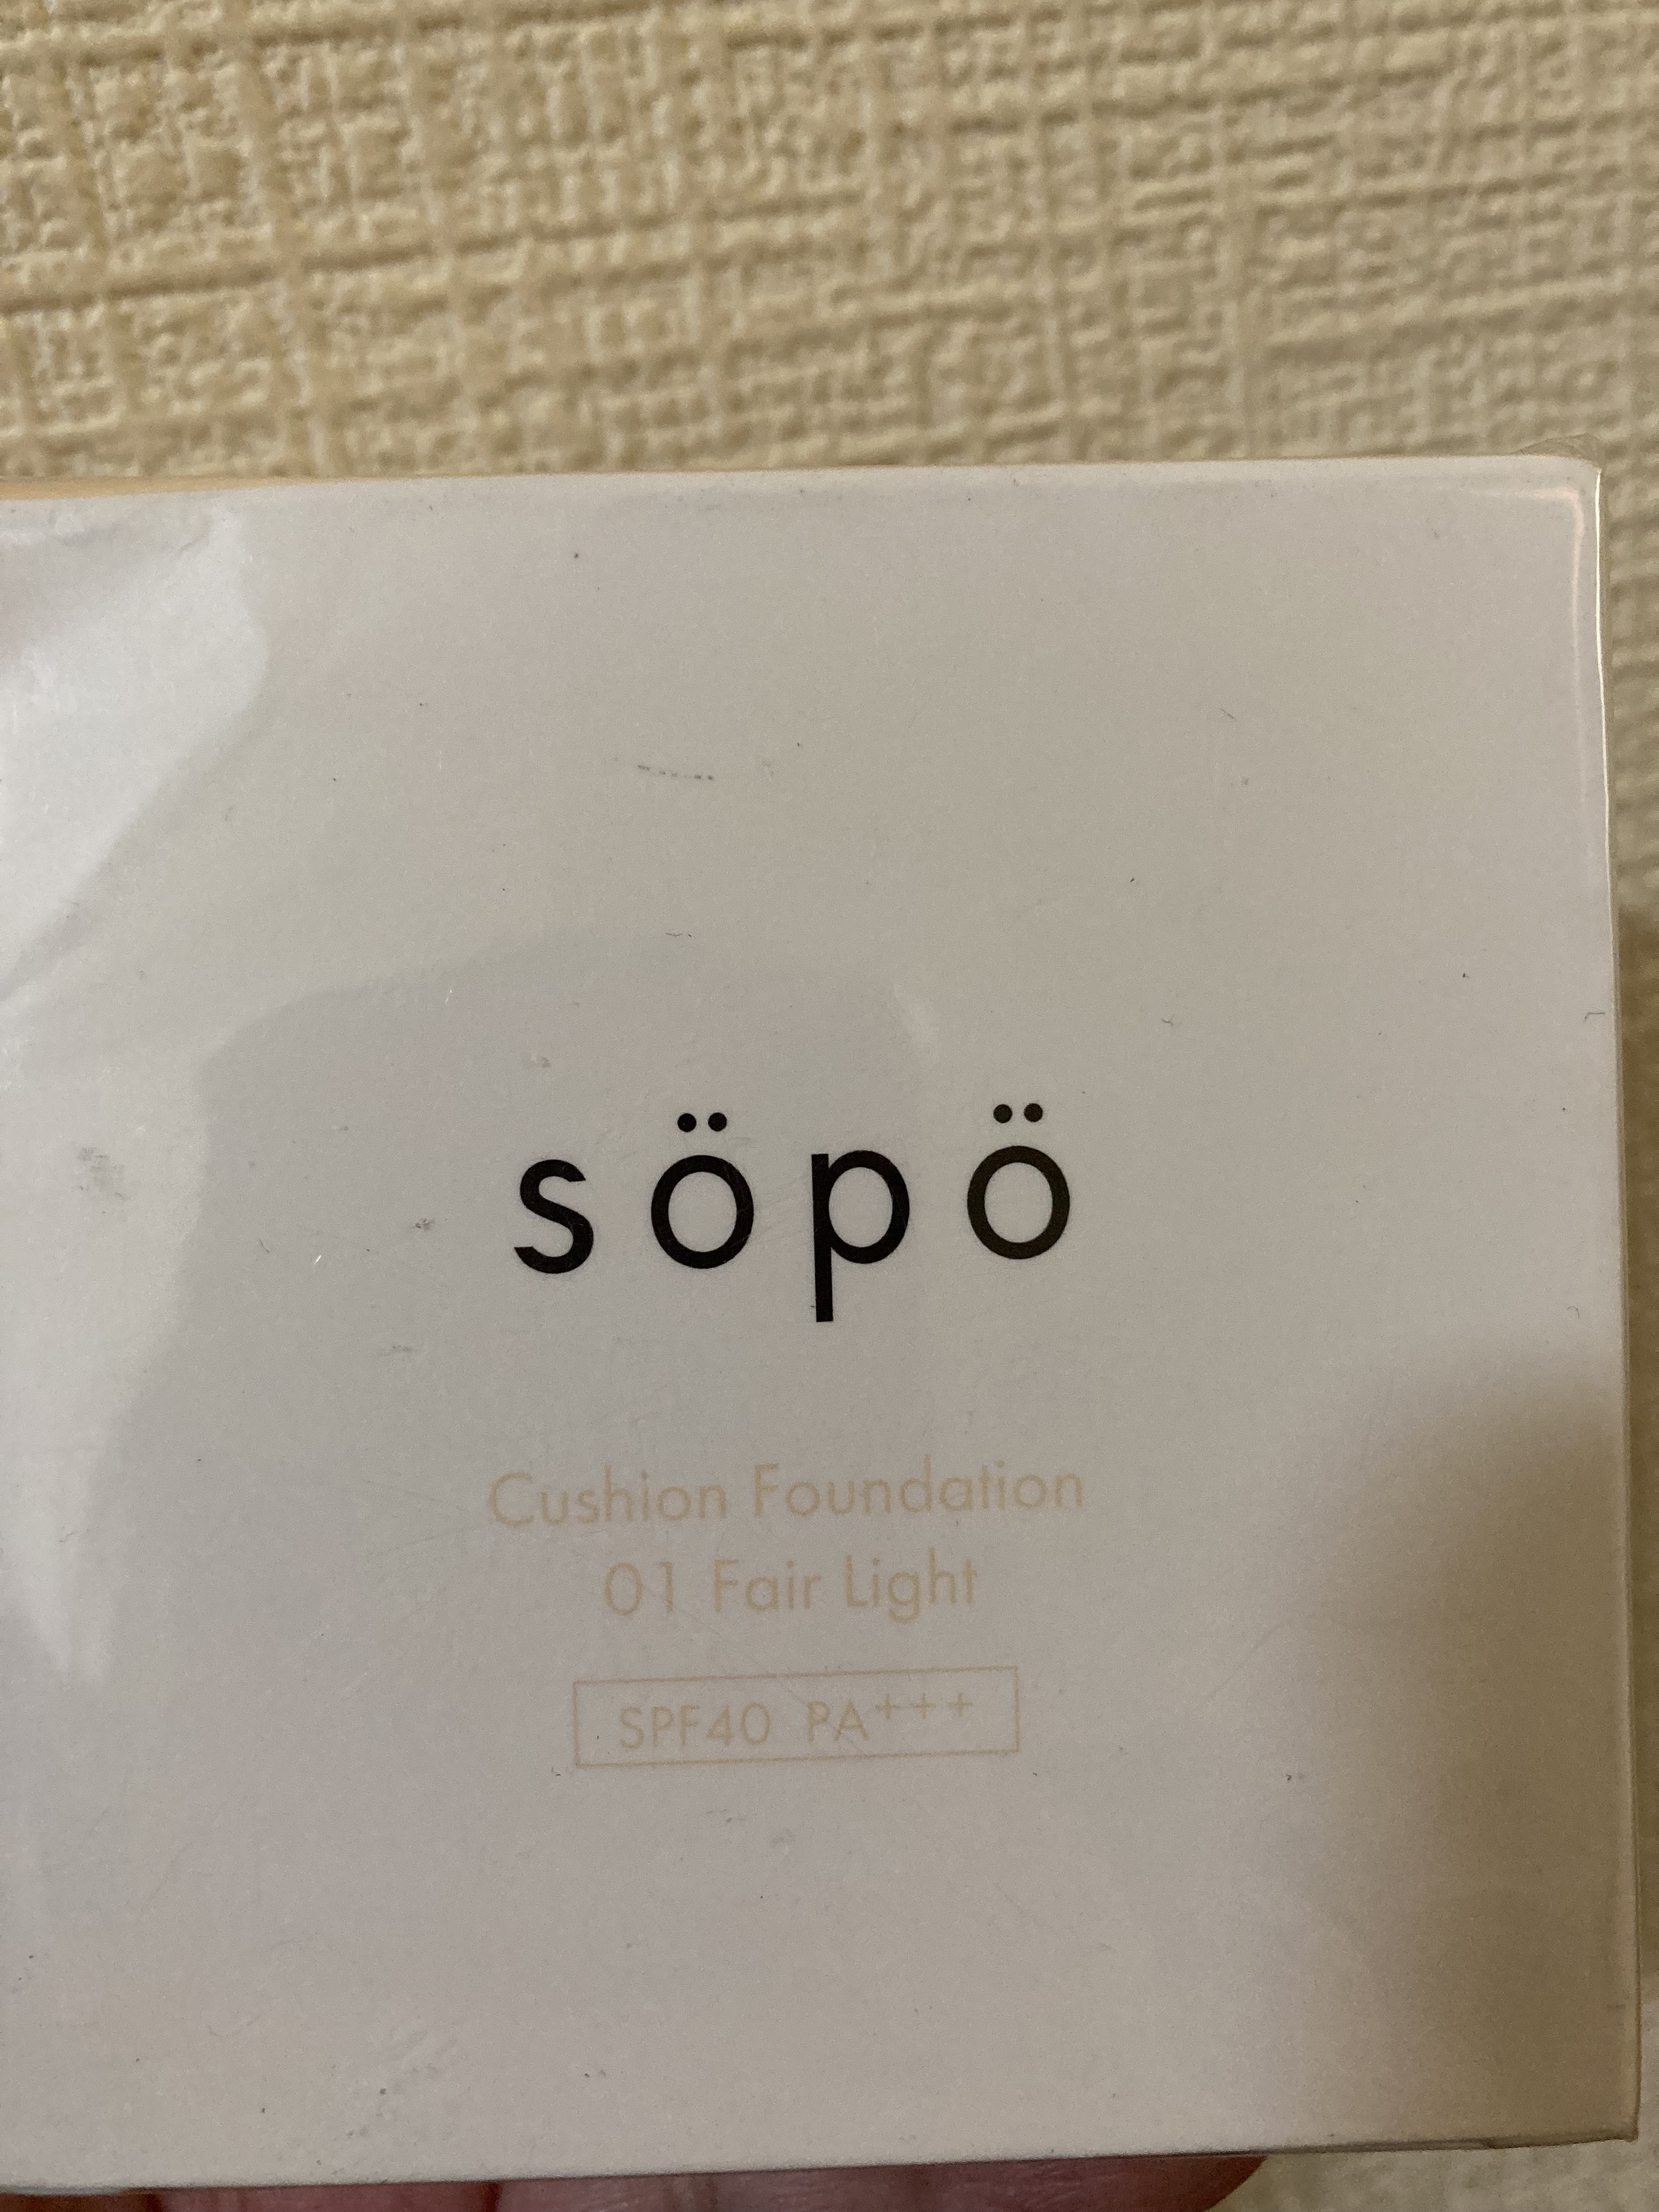 söpö
Cushion Foundation
01 Fair Light
SPF40 PA+++